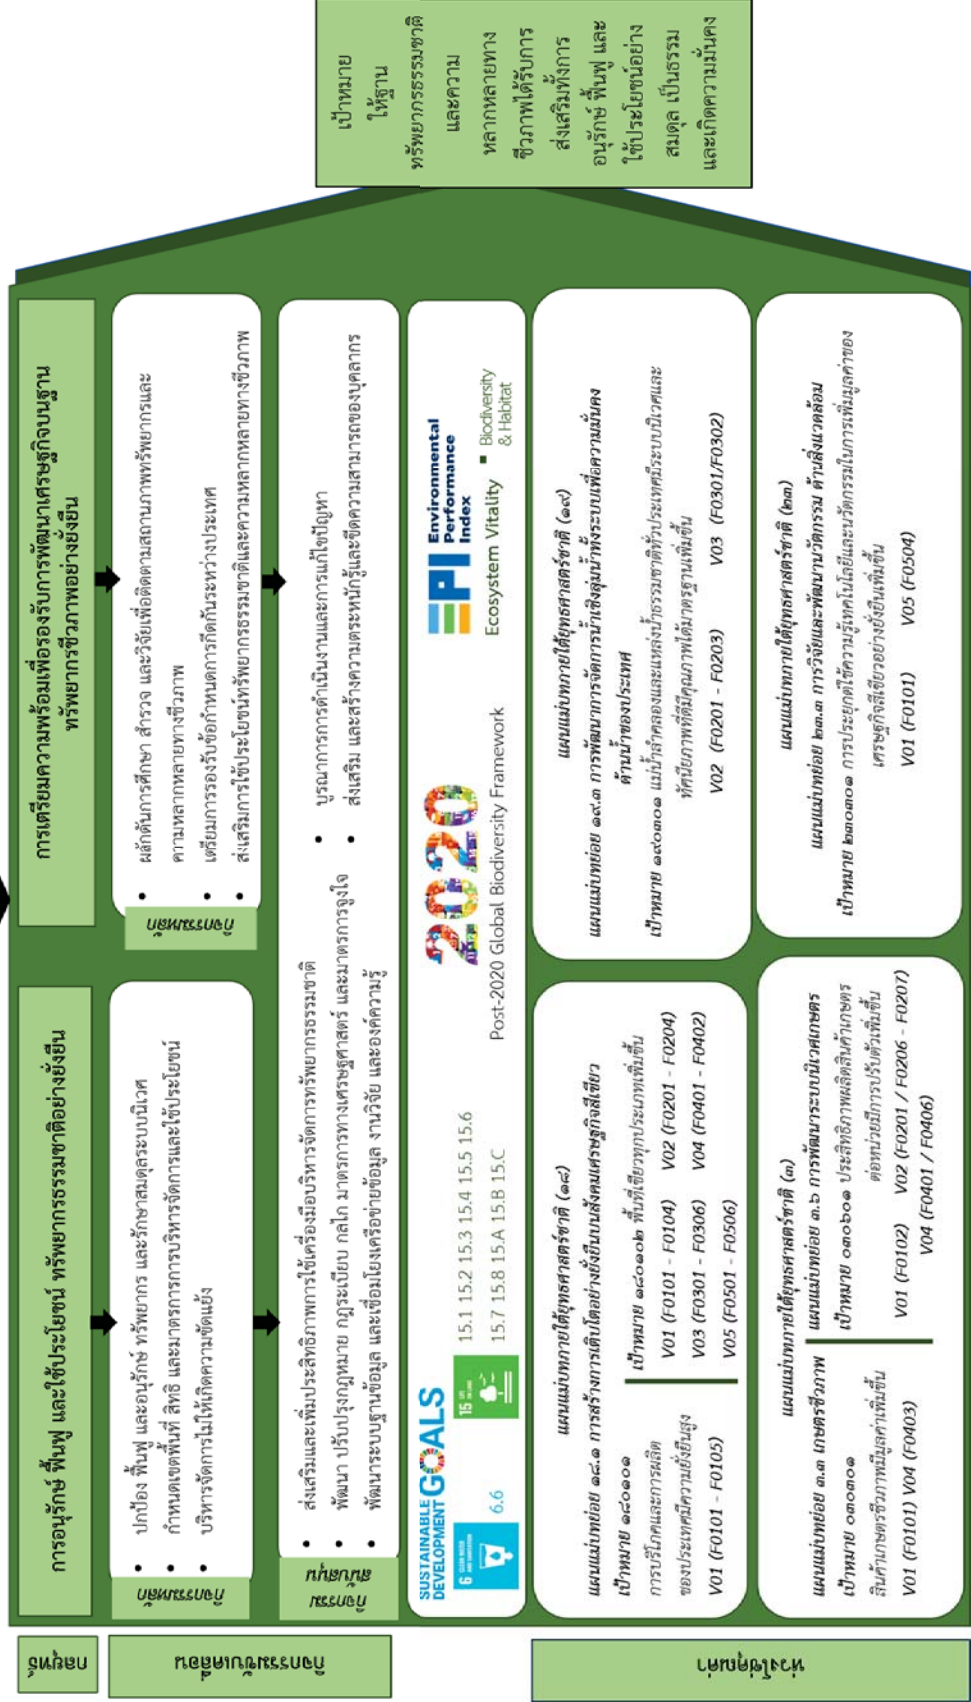 กลยุทธ์
การอนุรักษ์ ฟื้นฟู และใช้ประโยชน์ ทรัพยากรธรรมชาติอย่างยั่งยืน
การเตรียมความพร้อมเพื่อรองรับการพัฒนาเศรษฐกิจบนฐาน
ทรัพยากรชีวภาพอย่างยั่งยืน
กิจกรรมขับเคลื่อน
กิจกรรมหลัก
• ปกป้อง ฟื้นฟู และอนุรักษ์ ทรัพยากร และรักษาสมดุลระบบนิเวศ
• กำหนดเขตพื้นที่ สิทธิ และมาตรการการบริหารจัดการและใช้ประโยชน์
• บริหารจัดการไม่ให้เกิดความขัดแย้ง
กิจกรรมหลัก
• ผลักดันการศึกษา สำรวจ และวิจัยเพื่อติดตามสถานภาพทรัพยากรและ
ความหลากหลายทางชีวภาพ
• เตรียมการรองรับข้อกำหนดการกีดกันระหว่างประเทศ
• ส่งเสริมการใช้ประโยชน์ทรัพยากรธรรมชาติและความหลากหลายทางชีวภาพ
กิจกรรม
สนับสนุน
• ส่งเสริมและเพิ่มประสิทธิภาพการใช้เครื่องมือบริหารจัดการทรัพยากรธรรมชาติ
• พัฒนา ปรับปรุงกฎหมาย กฎระเบียบ กลไก มาตรการทางเศรษฐศาสตร์ และมาตรการจูงใจ
• พัฒนาระบบฐานข้อมูล และเชื่อมโยงเครือข่ายข้อมูล งานวิจัย และองค์ความรู้
• บูรณาการการดำเนินงานและการแก้ไขปัญหา
• ส่งเสริม และสร้างความตระหนักรู้และขีดความสามารถของบุคลากร
SUSTAINABLE
DEVELOPMENT GOALS
6 CLEAN WATER
AND SANITATION
6.6
15 LIFE
ON LAND
15.1 15.2 15.3 15.4 15.5 15.6
15.7 15.8 15.A 15.B 15.C
2020
Post-2020 Global Biodiversity Framework
EPI Environmental
Performance
Index
Ecosystem Vitality ▪ Biodiversity
& Habitat
ห่วงโซ่คุณค่า
แผนแม่บทภายใต้ยุทธศาสตร์ชาติ (๑๘)
แผนแม่บทย่อย ๑๘.๑ การสร้างการเติบโตอย่างยั่งยืนบนสังคมเศรษฐกิจสีเขียว
เป้าหมาย ๑๘๐๑๐๑
การบริโภคและการผลิต
ของประเทศมีความยั่งยืนสูง
V01 (F0101 - F0105)
เป้าหมาย ๑๘๐๑๐๒ พื้นที่เขียวทุกประเภทเพิ่มขึ้น
V01 (F0101 - F0104) V02 (F0201 - F0204)
V03 (F0301 - F0306) V04 (F0401 - F0402)
V05 (F0501 - F0506)
แผนแม่บทภายใต้ยุทธศาสตร์ชาติ (๑๙)
แผนแม่บทย่อย ๑๙.๓ การพัฒนาการจัดการน้ำเชิงลุ่มน้ำทั้งระบบเพื่อความมั่นคง
ด้านน้ำของประเทศ
เป้าหมาย ๑๙๐๓๐๑ แม่น้ำลำคลองและแหล่งน้ำธรรมชาติทั่วประเทศมีระบบนิเวศและ
ทัศนียภาพที่ดีมีคุณภาพได้มาตรฐานเพิ่มขึ้น
V02 (F0201 - F0203) V03 (F0301/F0302)
แผนแม่บทภายใต้ยุทธศาสตร์ชาติ (๓)
แผนแม่บทย่อย ๓.๓ เกษตรชีวภาพ
เป้าหมาย ๐๓๐๓๐๑
สินค้าเกษตรชีวภาพมีมูลค่าเพิ่มขึ้น
V01 (F0101) V04 (F0403)
แผนแม่บทย่อย ๓.๖ การพัฒนาระบบนิเวศเกษตร
เป้าหมาย ๐๓๐๖๐๑ ประสิทธิภาพผลิตสินค้าเกษตร
ต่อหน่วยมีการปรับตัวเพิ่มขึ้น
V01 (F0102) V02 (F0201 / F0206 - F0207)
V04 (F0401 / F0406)
แผนแม่บทภายใต้ยุทธศาสตร์ชาติ (๒๓)
แผนแม่บทย่อย ๒๓.๓ การวิจัยและพัฒนานวัตกรรม ด้านสิ่งแวดล้อม
เป้าหมาย ๒๓๐๓๐๑ การประยุกต์ใช้ความรู้เทคโนโลยีและนวัตกรรมในการเพิ่มมูลค่าของ
เศรษฐกิจสีเขียวอย่างยั่งยืนเพิ่มขึ้น
V01 (F0101) V05 (F0504)
เป้าหมาย
ให้ฐาน
ทรัพยากรธรรมชาติ
และความ
หลากหลายทาง
ชีวภาพได้รับการ
ส่งเสริมทั้งการ
อนุรักษ์ ฟื้นฟู และ
ใช้ประโยชน์อย่าง
สมดุล เป็นธรรม
และเกิดความมั่นคง